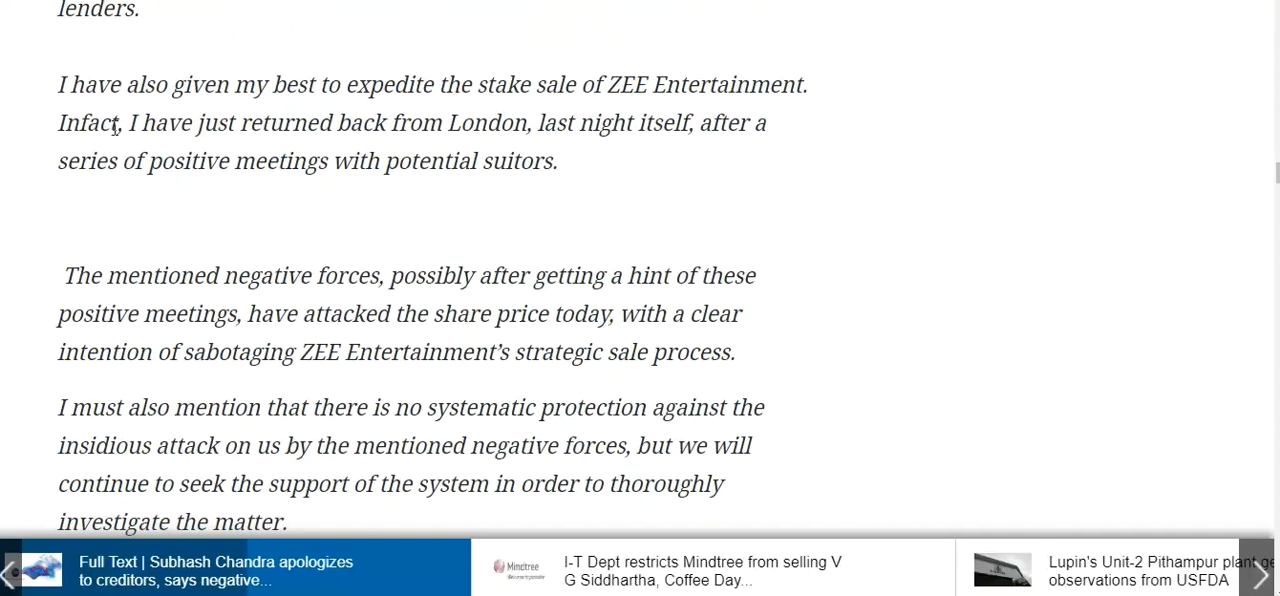 lenders.
I have also given my best to expedite the stake sale of ZEE Entertainment.
Infact, I have just returned back from London, last night itself, after a
series of positive meetings with potential suitors.
The mentioned negative forces, possibly after getting a hint of these
positive meetings, have attacked the share price today, with a clear
intention of sabotaging ZEE Entertainment's strategic sale process.
I must also mention that there is no systematic protection against the
insidious attack on us by the mentioned negative forces, but we will
continue to seek the support of the system in order to thoroughly
investigate the matter.
Full Text | Subhash Chandra apologizes
to creditors, says negative...
Mindtree
I-T Dept restricts Mindtree from selling V
G Siddhartha, Coffee Day...
Lupin's Unit-2 Pithampur plant ge
observations from USFDA